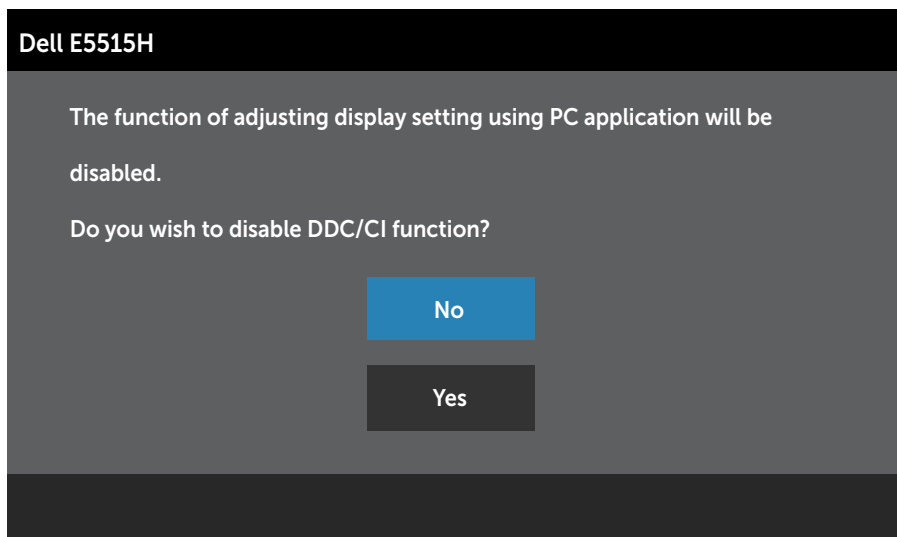 Dell E5515H
The function of adjusting display setting using PC application will be
disabled.
Do you wish to disable DDC/CI function?
No
Yes